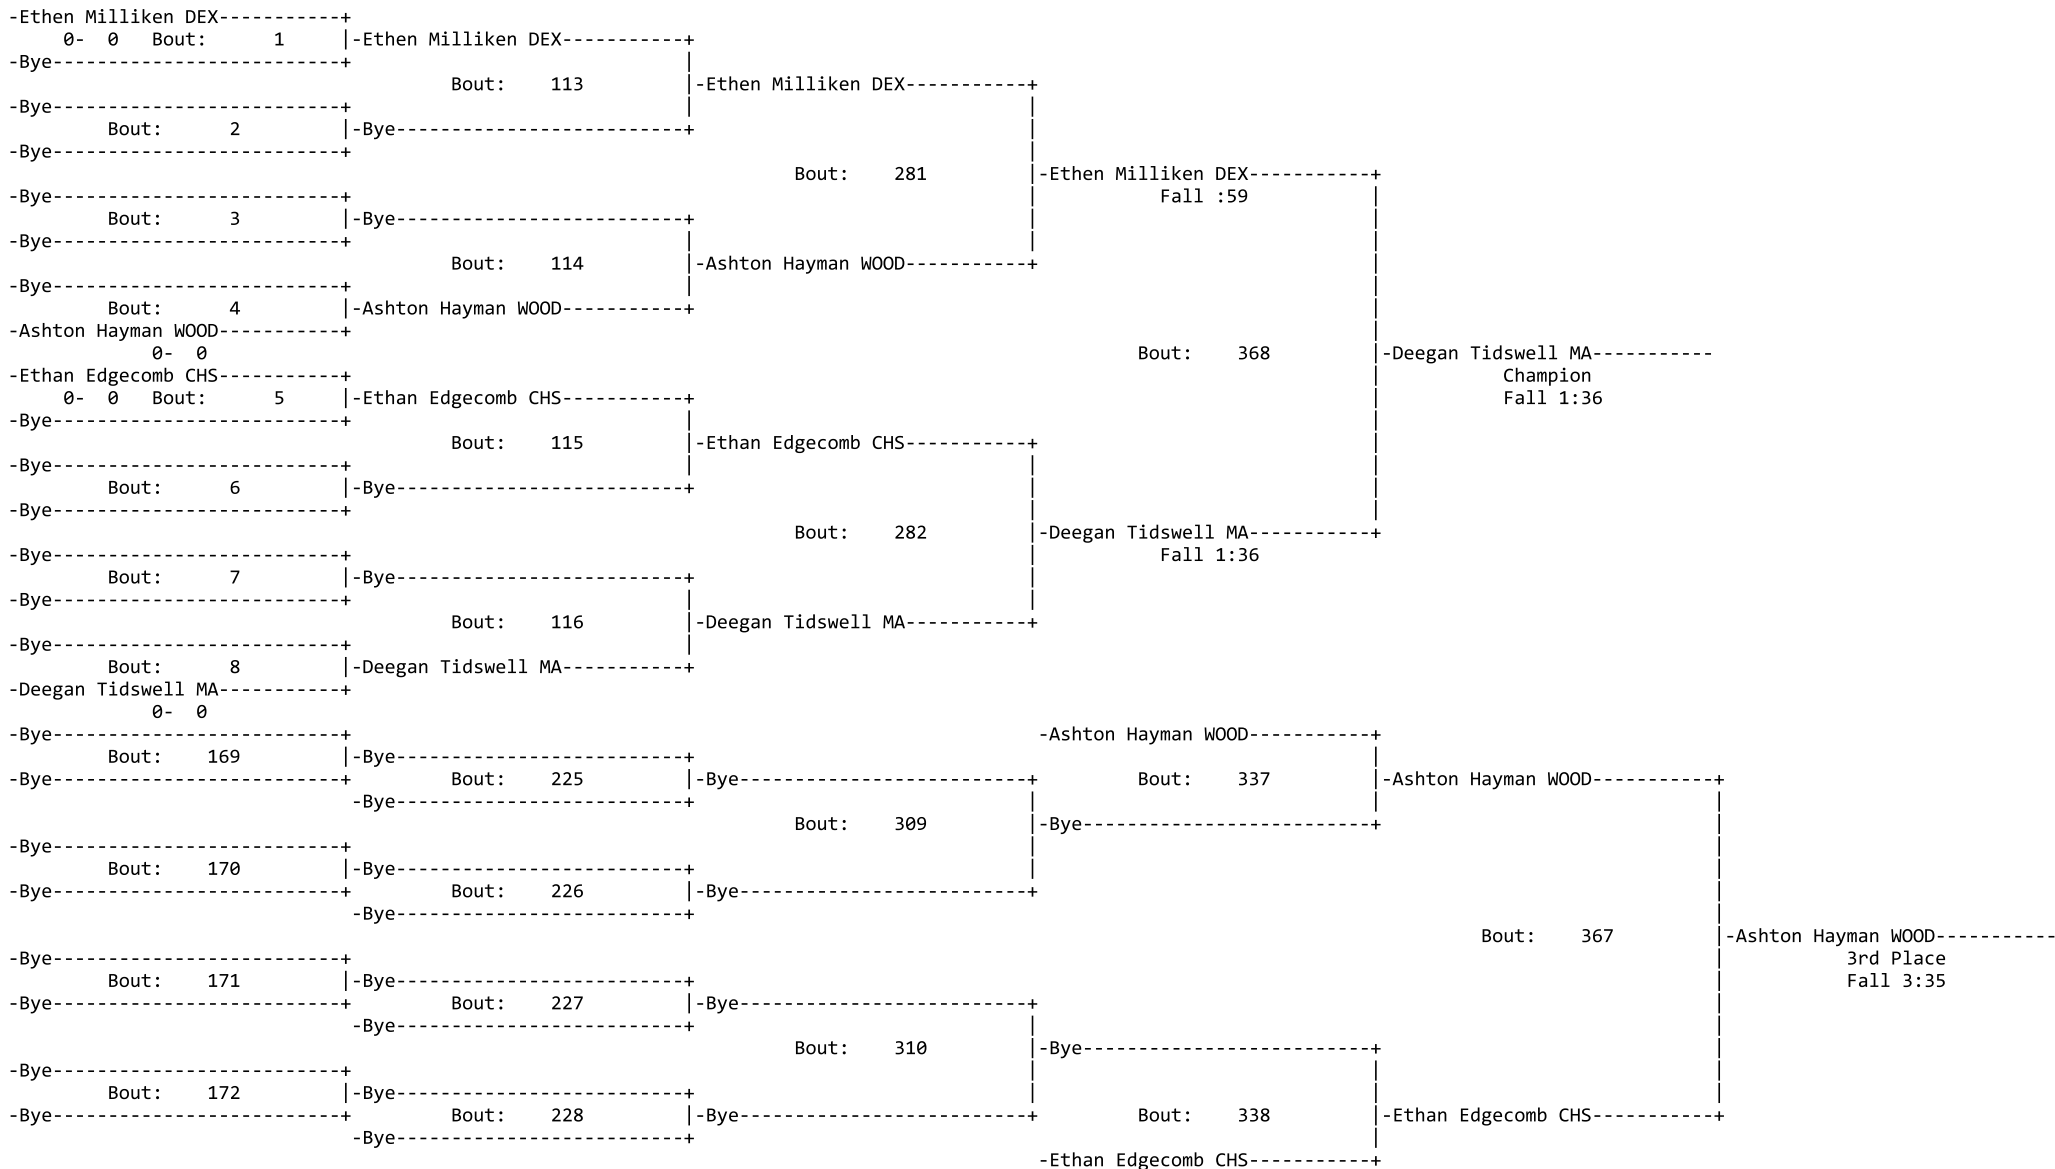 -Ethen Milliken DEX-----------+
0- 0 Bout: 1 |-Ethen Milliken DEX-----------+
-Bye--------------------------+ |
Bout: 113 |-Ethen Milliken DEX-----------+
-Bye--------------------------+ | |
Bout: 2 |-Bye--------------------------+ |
-Bye--------------------------+ |
Bout: 281 |-Ethen Milliken DEX-----------+
-Bye--------------------------+ | Fall :59 |
Bout: 3 |-Bye--------------------------+ | |
-Bye--------------------------+ | | |
Bout: 114 |-Ashton Hayman WOOD-----------+ |
-Bye--------------------------+ | |
Bout: 4 |-Ashton Hayman WOOD-----------+ |
-Ashton Hayman WOOD-----------+ |
0- 0 Bout: 368 |-Deegan Tidswell MA-----------
-Ethan Edgecomb CHS-----------+ | Champion
0- 0 Bout: 5 |-Ethan Edgecomb CHS-----------+ | Fall 1:36
-Bye--------------------------+ | |
Bout: 115 |-Ethan Edgecomb CHS-----------+ |
-Bye--------------------------+ | | |
Bout: 6 |-Bye--------------------------+ | |
-Bye--------------------------+ | |
Bout: 282 |-Deegan Tidswell MA-----------+
-Bye--------------------------+ | Fall 1:36
Bout: 7 |-Bye--------------------------+ |
-Bye--------------------------+ | |
Bout: 116 |-Deegan Tidswell MA-----------+
-Bye--------------------------+ |
Bout: 8 |-Deegan Tidswell MA-----------+
-Deegan Tidswell MA-----------+
0- 0
-Bye--------------------------+ -Ashton Hayman WOOD-----------+
Bout: 169 |-Bye--------------------------+ |
-Bye--------------------------+ Bout: 225 |-Bye--------------------------+ Bout: 337 |-Ashton Hayman WOOD-----------+
-Bye--------------------------+ | | |
Bout: 309 |-Bye--------------------------+ |
-Bye--------------------------+ | |
Bout: 170 |-Bye--------------------------+ | |
-Bye--------------------------+ Bout: 226 |-Bye--------------------------+ |
-Bye--------------------------+ |
Bout: 367 |-Ashton Hayman WOOD-----------
-Bye--------------------------+ | 3rd Place
Bout: 171 |-Bye--------------------------+ | Fall 3:35
-Bye--------------------------+ Bout: 227 |-Bye--------------------------+ |
-Bye--------------------------+ | |
Bout: 310 |-Bye--------------------------+ |
-Bye--------------------------+ | | |
Bout: 172 |-Bye--------------------------+ | | |
-Bye--------------------------+ Bout: 228 |-Bye--------------------------+ Bout: 338 |-Ethan Edgecomb CHS-----------+
-Bye--------------------------+ |
-Ethan Edgecomb CHS-----------+